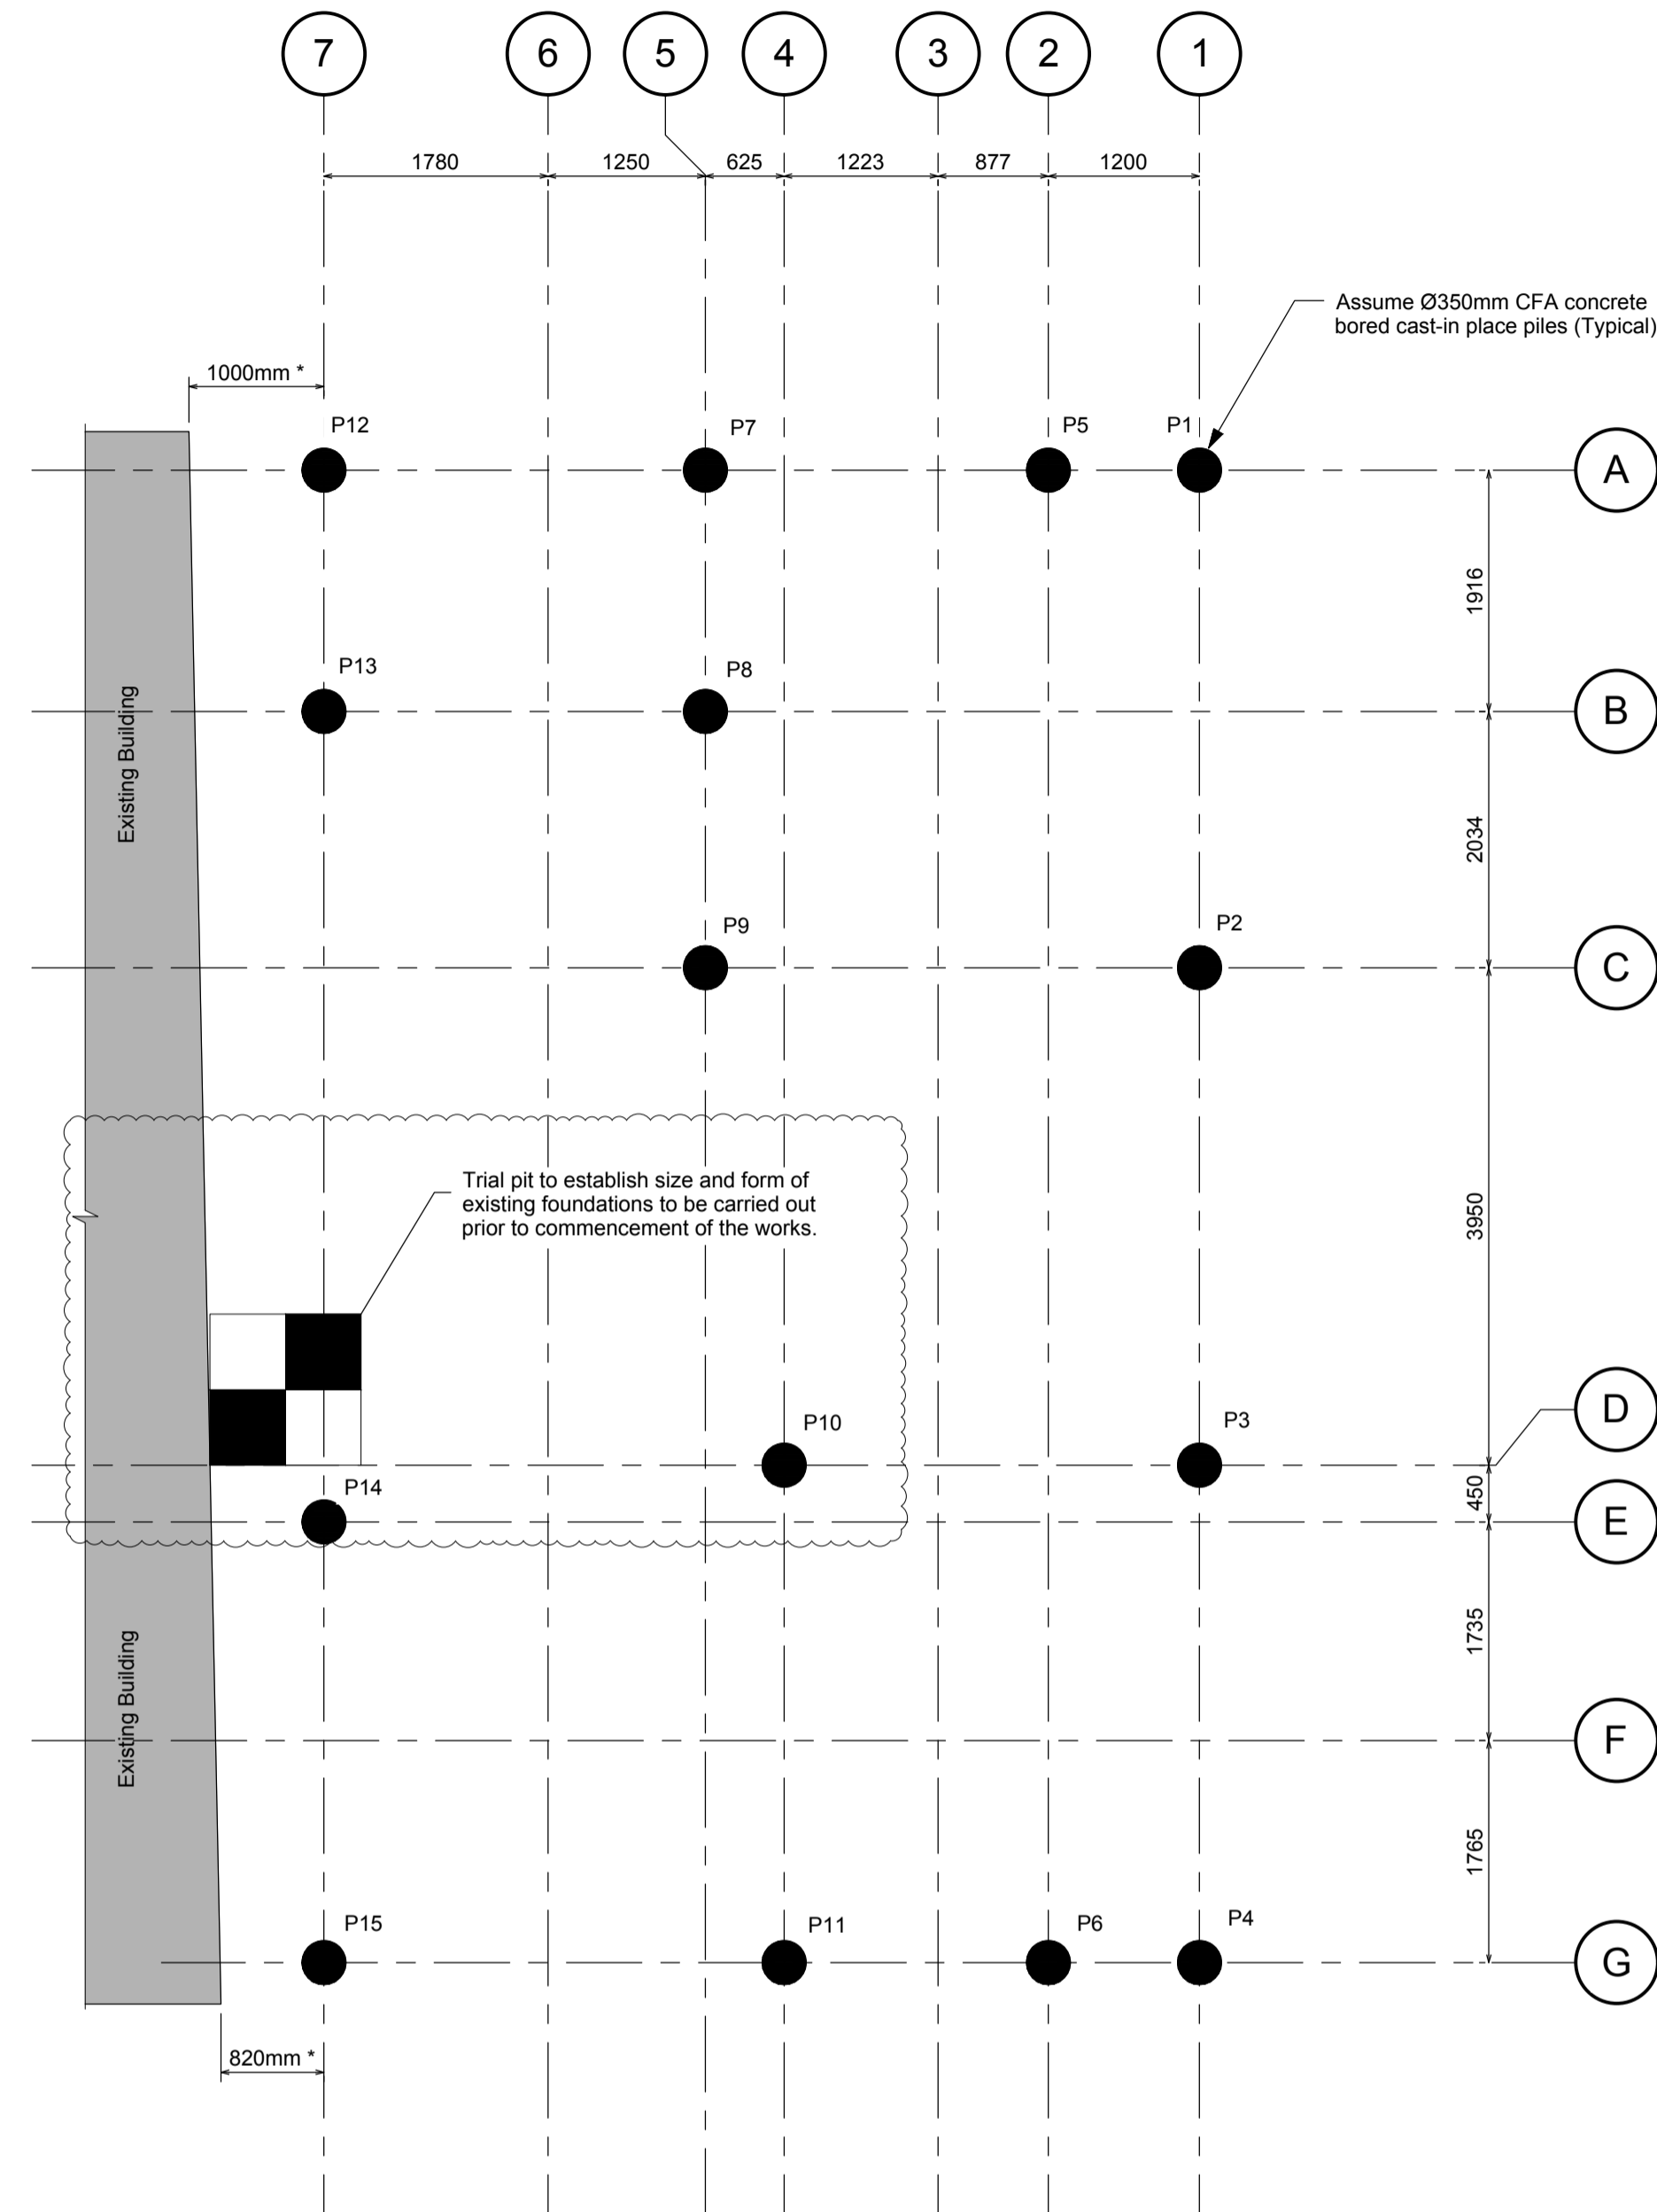 7 6 5 4 3 2 1
1780 1250 625 1223 877 1200
Assume Ø350mm CFA concrete
bored cast-in place piles (Typical)
1000mm *
P12 P7 P5 P1
A
1916
P13 P8
B
Existing Building
2034
P9 P2
C
Trial pit to establish size and form of
existing foundations to be carried out
prior to commencement of the works.
3950
D
P10 P3
P14
450
E
1735
Existing Building
F
1765
P15 P11 P6 P4
G
820mm *